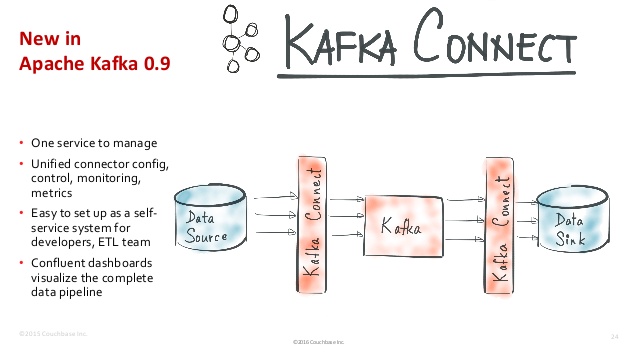 New in
Apache Kafka 0.9
KAFKA CONNECT
• One service to manage
• Unified connector config,
control, monitoring,
metrics
• Easy to set up as a self-
service system for
developers, ETL team
• Confluent dashboards
visualize the complete
data pipeline
Data
Source
Kafka Connect
Kafka
Kafka Connect
Data
Sink
©2015 Couchbase Inc.
©2016 Couchbase Inc.
24